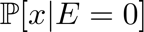 ℙ[x|E = 0]